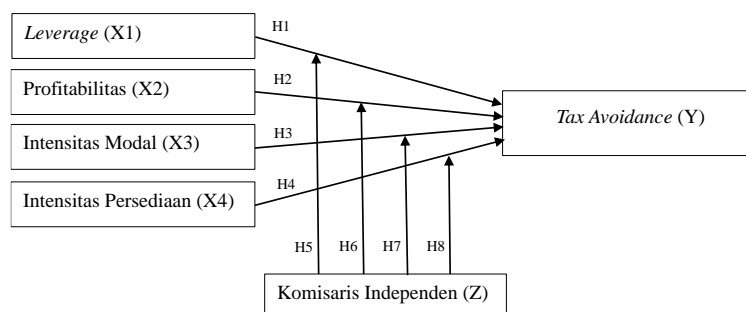 Leverage (X1)
H1
Profitabilitas (X2)
H2
Tax Avoidance (Y)
Intensitas Modal (X3)
H3
Intensitas Persediaan (X4)
H4
H5
H6
H7
H8
Komisaris Independen (Z)